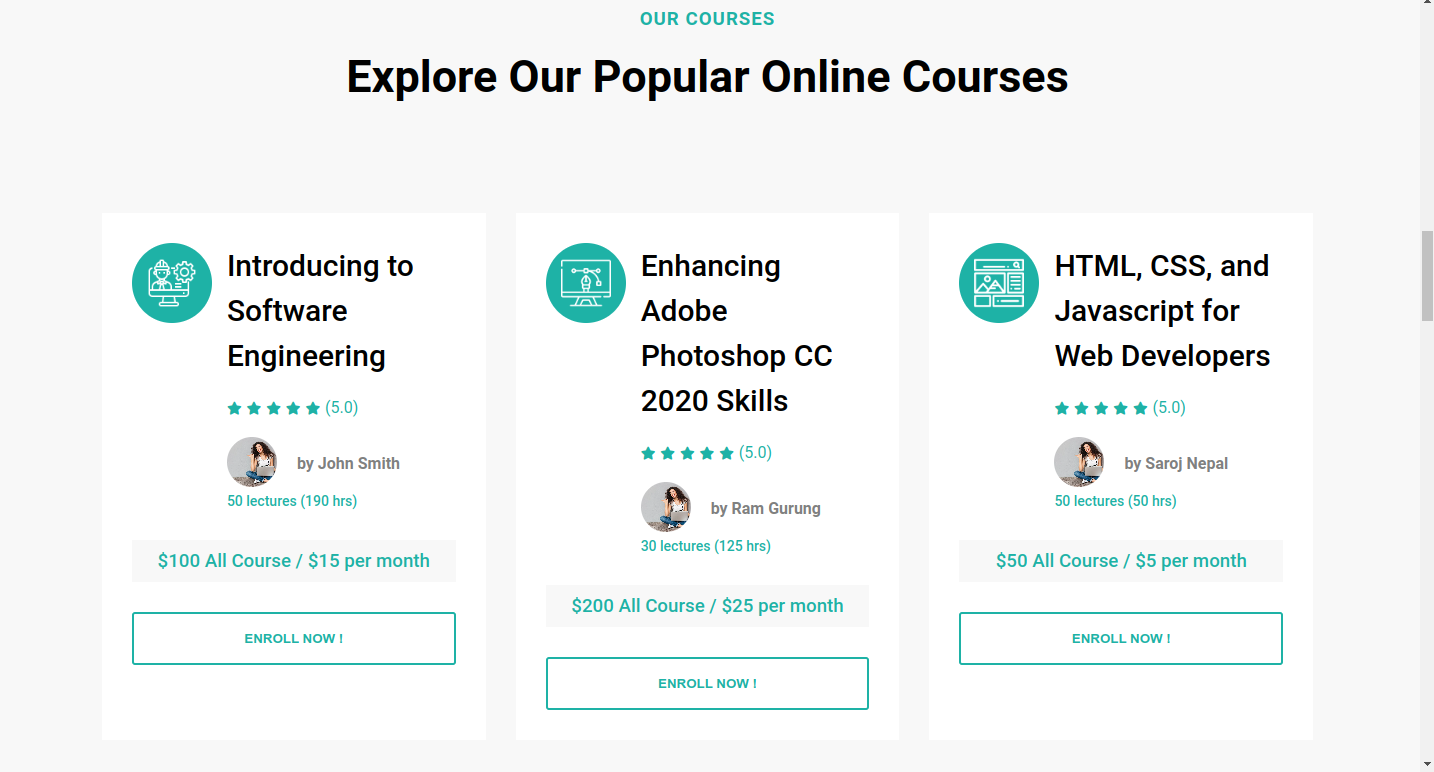 OUR COURSES
Explore Our Popular Online Courses
Introducing to
Software
Engineering
(5.0)
by John Smith
50 lectures (190 hrs)
$100 All Course / $15 per month
ENROLL NOW !
Enhancing
Adobe
Photoshop CC
2020 Skills
(5.0)
by Ram Gurung
30 lectures (125 hrs)
$200 All Course / $25 per month
ENROLL NOW !
HTML, CSS, and
Javascript for
Web Developers
(5.0)
by Saroj Nepal
50 lectures (50 hrs)
$50 All Course / $5 per month
ENROLL NOW !